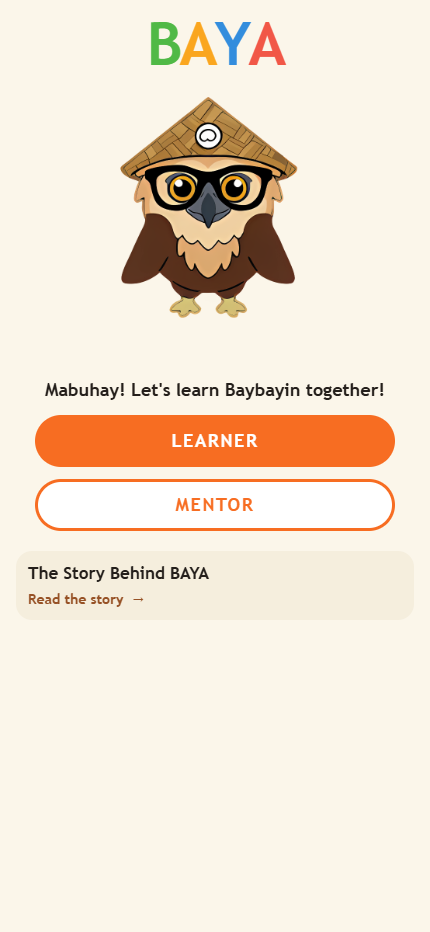 BAYA
Mabuhay! Let's learn Baybayin together!
LEARNER
MENTOR
The Story Behind BAYA
Read the story →